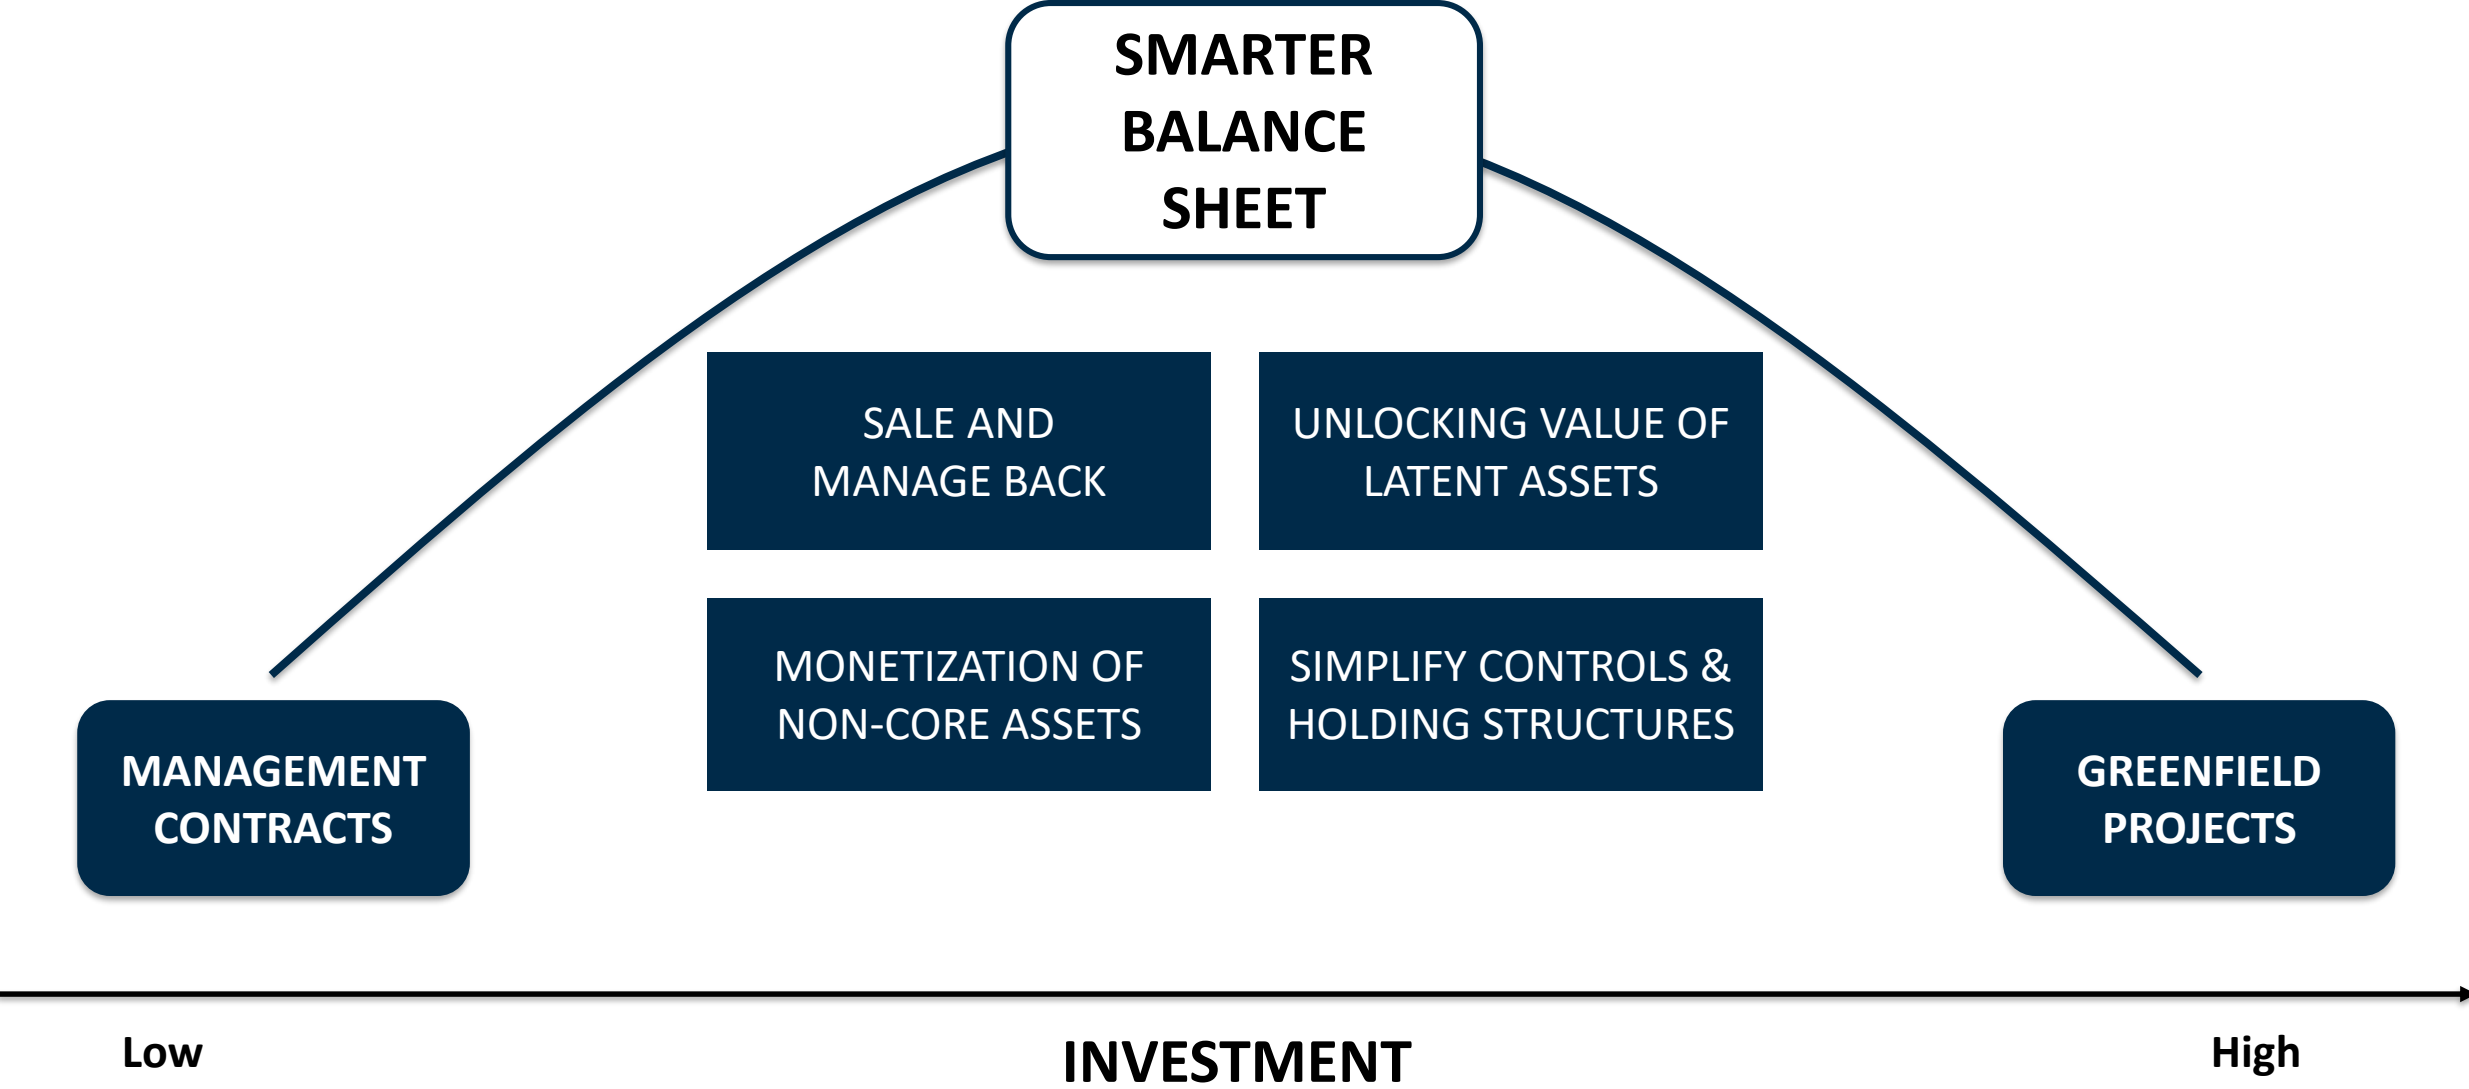 SMARTER
BALANCE
SHEET
SALE AND
MANAGE BACK
UNLOCKING VALUE OF
LATENT ASSETS
MONETIZATION OF
NON-CORE ASSETS
SIMPLIFY CONTROLS &
HOLDING STRUCTURES
MANAGEMENT
CONTRACTS
GREENFIELD
PROJECTS
Low
INVESTMENT
High